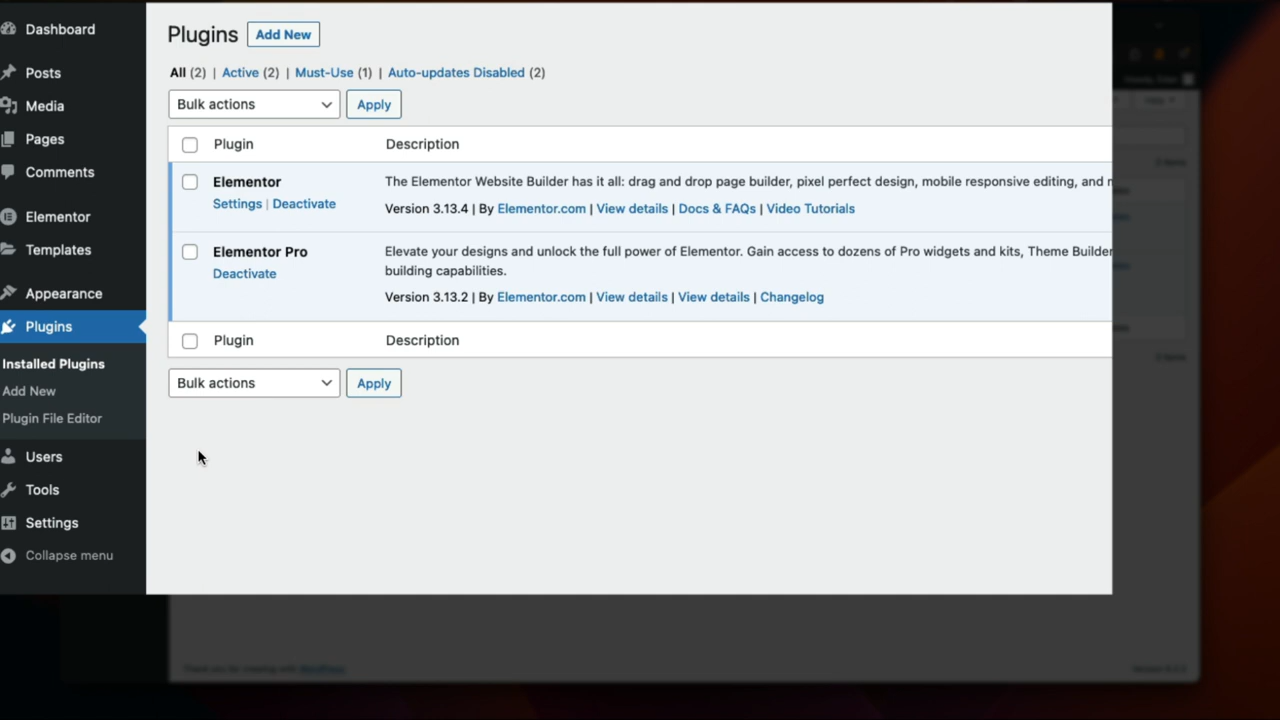 Dashboard
Posts
Media
Pages
Comments
Elementor
Templates
Appearance
Plugins
Installed Plugins
Add New
Plugin File Editor
Users
Tools
Settings
Collapse menu
Plugins Add New
All (2) | Active (2) | Must-Use (1) | Auto-updates Disabled (2)
Bulk actions Apply
Plugin Description
Elementor The Elementor Website Builder has it all: drag and drop page builder, pixel perfect design, mobile responsive editing, and
Settings | Deactivate Version 3.13.4 | By Elementor.com | View details | Docs & FAQs | Video Tutorials
Elementor Pro Elevate your designs and unlock the full power of Elementor. Gain access to dozens of Pro widgets and kits, Theme Builder
Deactivate building capabilities.
Version 3.13.2 | By Elementor.com | View details | View details | Changelog
Plugin Description
Bulk actions Apply